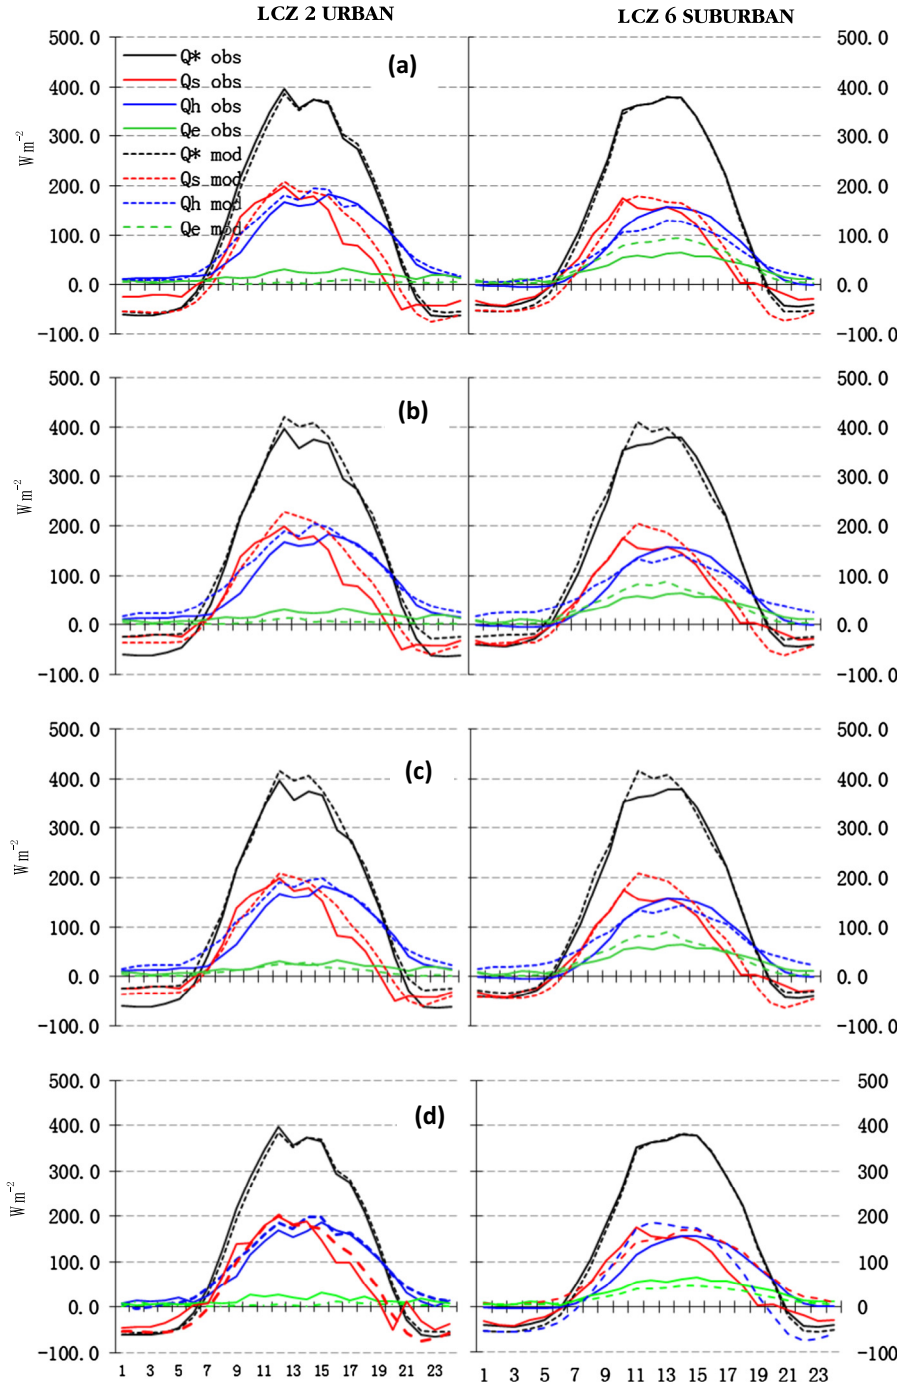 LCZ 2 URBAN LCZ 6 SUBURBAN
500. 0 500. 0
(a)
Q* obs
400. 0 Qs obs 400. 0
Qh obs
300. 0 Qe obs 300. 0
Wm-2
Q* mod
200. 0 Qs mod 200. 0
Qh mod
100. 0 Qe mod 100. 0
0. 0 0. 0
-100. 0 -100. 0
500. 0 500. 0
(b)
400. 0 400. 0
300. 0 300. 0
Wm-2
200. 0 200. 0
100. 0 100. 0
0. 0 0. 0
-100. 0 -100. 0
500. 0 500. 0
(c)
400. 0 400. 0
300. 0 300. 0
Wm-2
200. 0 200. 0
100. 0 100. 0
0. 0 0. 0
-100. 0 -100. 0
500. 0 500
(d)
400. 0 400
300. 0 300
Wm-2
200. 0 200
100. 0 100
0. 0 0
-100. 0 -100
1 3 5 7 9 11 13 15 17 19 21 23 1 3 5 7 9 11 13 15 17 19 21 23